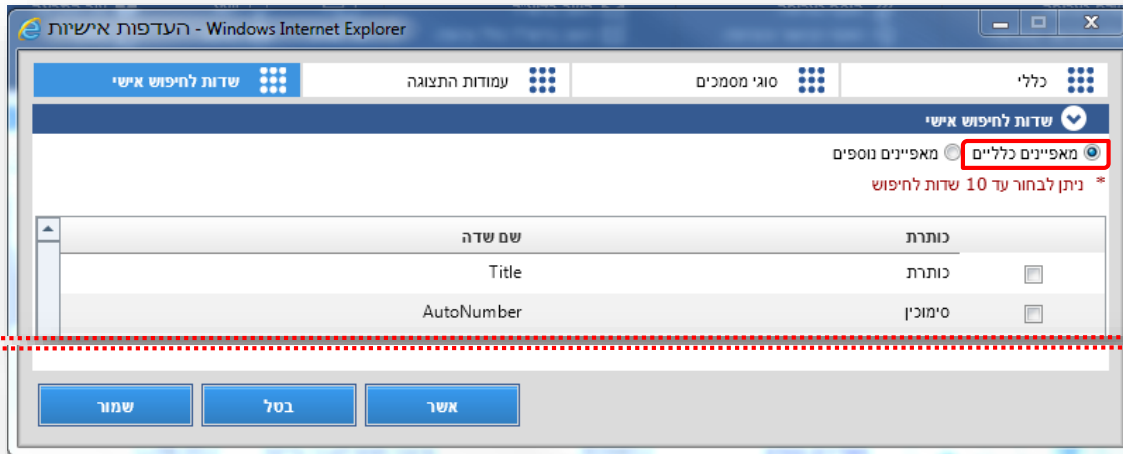 העדפות אישיות - Windows Internet Explorer
כללי סוגי מסמכים עמודות התצוגה שדות לחיפוש אישי
שדות לחיפוש אישי
מאפיינים כלליים מאפיינים נוספים
* ניתן לבחור עד 10 שדות לחיפוש
כותרת שם שדה
כותרת Title
סימוכין AutoNumber
אשר בטל שמור